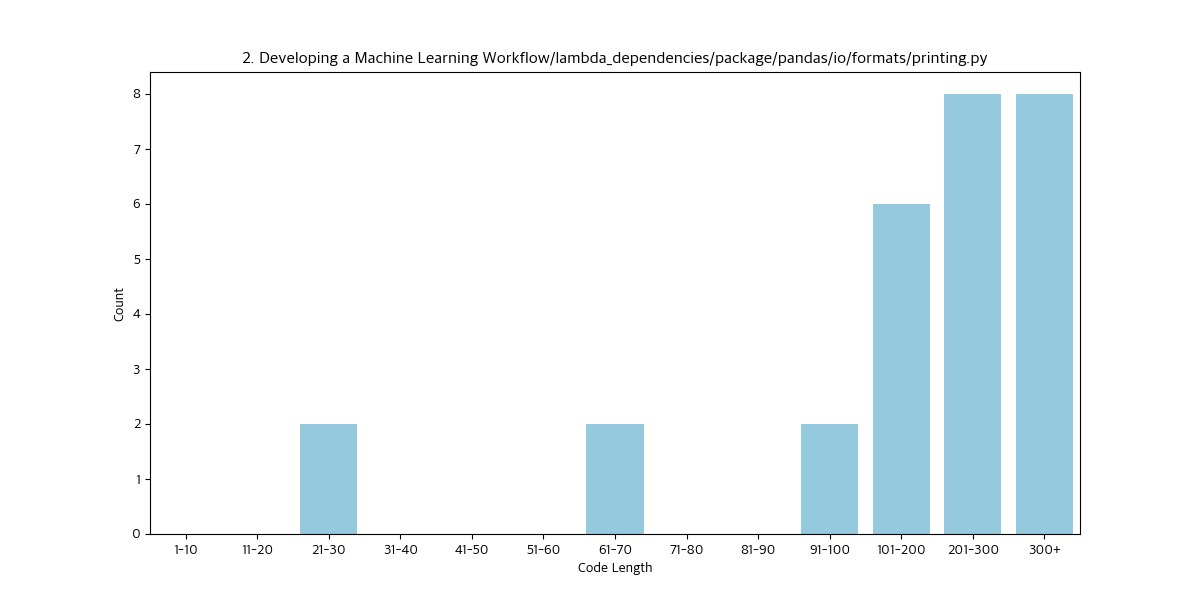 2. Developing a Machine Learning Workflow/lambda_dependencies/package/pandas/io/formats/printing.py
8
7
6
5
4
3
2
1
0
Count
1-10 11-20 21-30 31-40 41-50 51-60 61-70 71-80 81-90 91-100 101-200 201-300 300+
Code Length